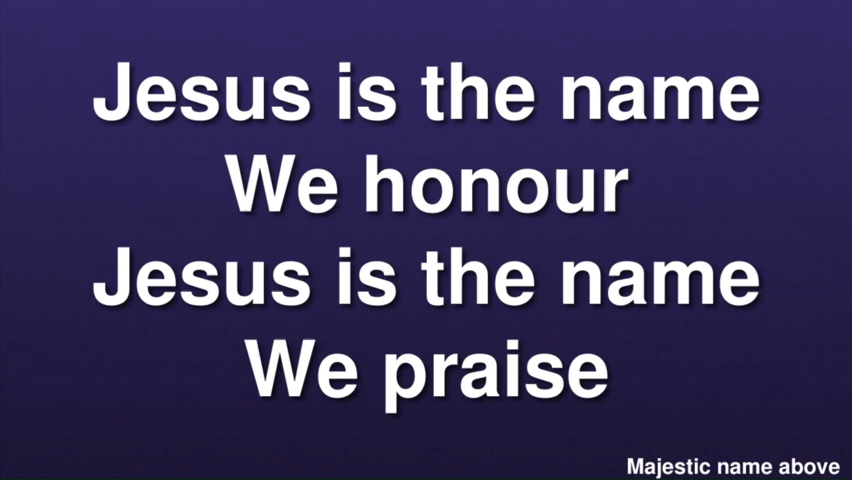 Jesus is the name
We honour
Jesus is the name
We praise
Majestic name above